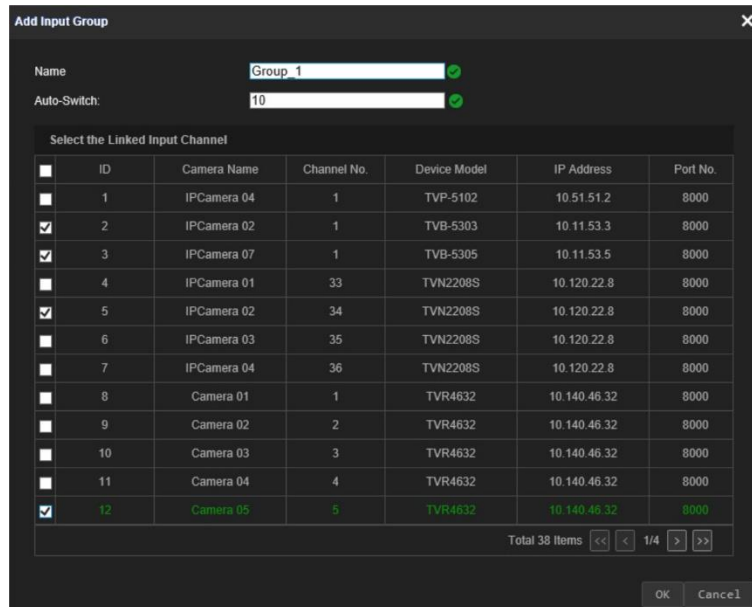 Add Input Group
Name Group_1
Auto-Switch: 10
Select the Linked Input Channel
ID Camera Name Channel No. Device Model IP Address Port No.
1 IPCamera 04 1 TVP-5102 10.51.51.2 8000
2 IPCamera 02 1 TVB-5303 10.11.53.3 8000
3 IPCamera 07 1 TVB-5305 10.11.53.5 8000
4 IPCamera 01 33 TVN2208S 10.120.22.8 8000
5 IPCamera 02 34 TVN2208S 10.120.22.8 8000
6 IPCamera 03 35 TVN2208S 10.120.22.8 8000
7 IPCamera 04 36 TVN2208S 10.120.22.8 8000
8 Camera 01 1 TVR4632 10.140.46.32 8000
9 Camera 02 2 TVR4632 10.140.46.32 8000
10 Camera 03 3 TVR4632 10.140.46.32 8000
11 Camera 04 4 TVR4632 10.140.46.32 8000
12 Camera 05 5 TVR4632 10.140.46.32 8000
Total 38 Items << < 1/4 > >>
OK Cancel